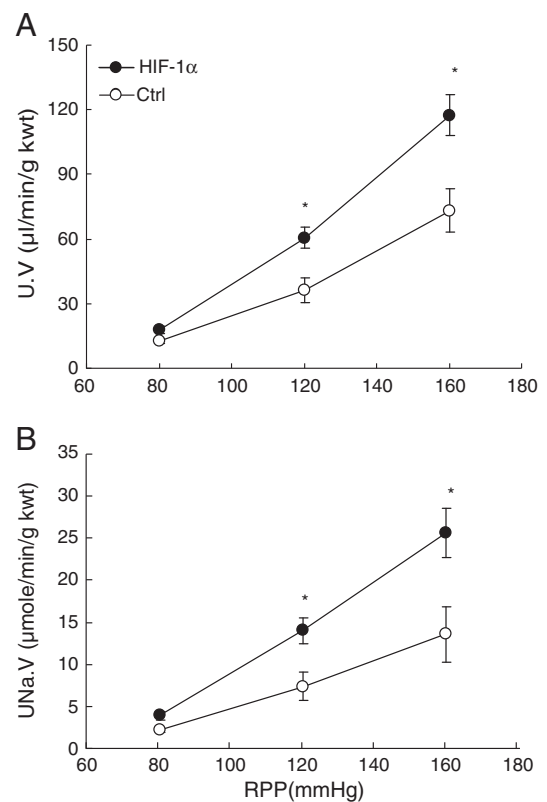 A
150
120
90
60
30
0
U.V (µl/min/g kwt)
HIF-1α
Ctrl
*
*
60 80 100 120 140 160 180
B
35
30
25
20
15
10
5
0
UNa.V (µmole/min/g kwt)
*
*
60 80 100 120 140 160 180
RPP(mmHg)